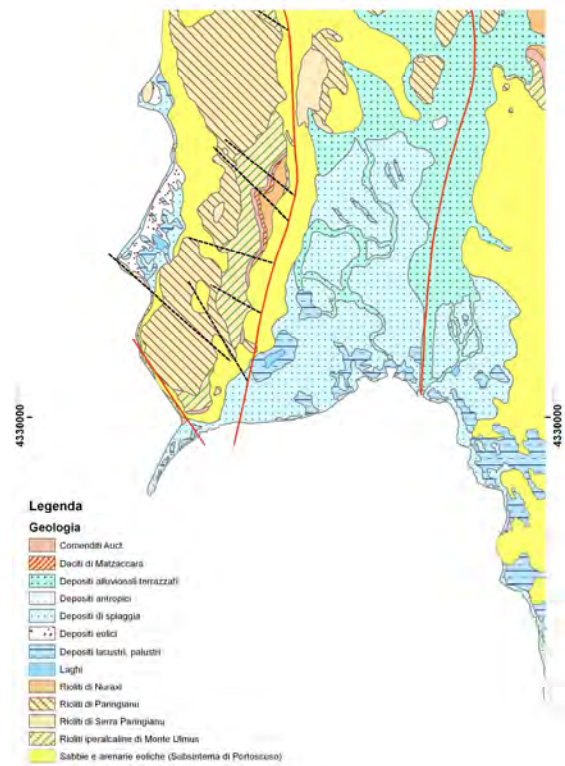 4330000
4330000
Legenda
Geologia
Comenditi Auct.
Daciti di Matzaccara
Depositi alluvionali terrazzati
Depositi antropici
Depositi di spiaggia
Depositi eolici
Depositi lacustri, palustri
Laghi
Rioliti di Nuraxi
Rioliti di Paringianu
Rioliti di Serra Paringianu
Rioliti iperalcaline di Monte Ulmus
Sabbie e arenarie eoliche (Subsintema di Portoscuso)